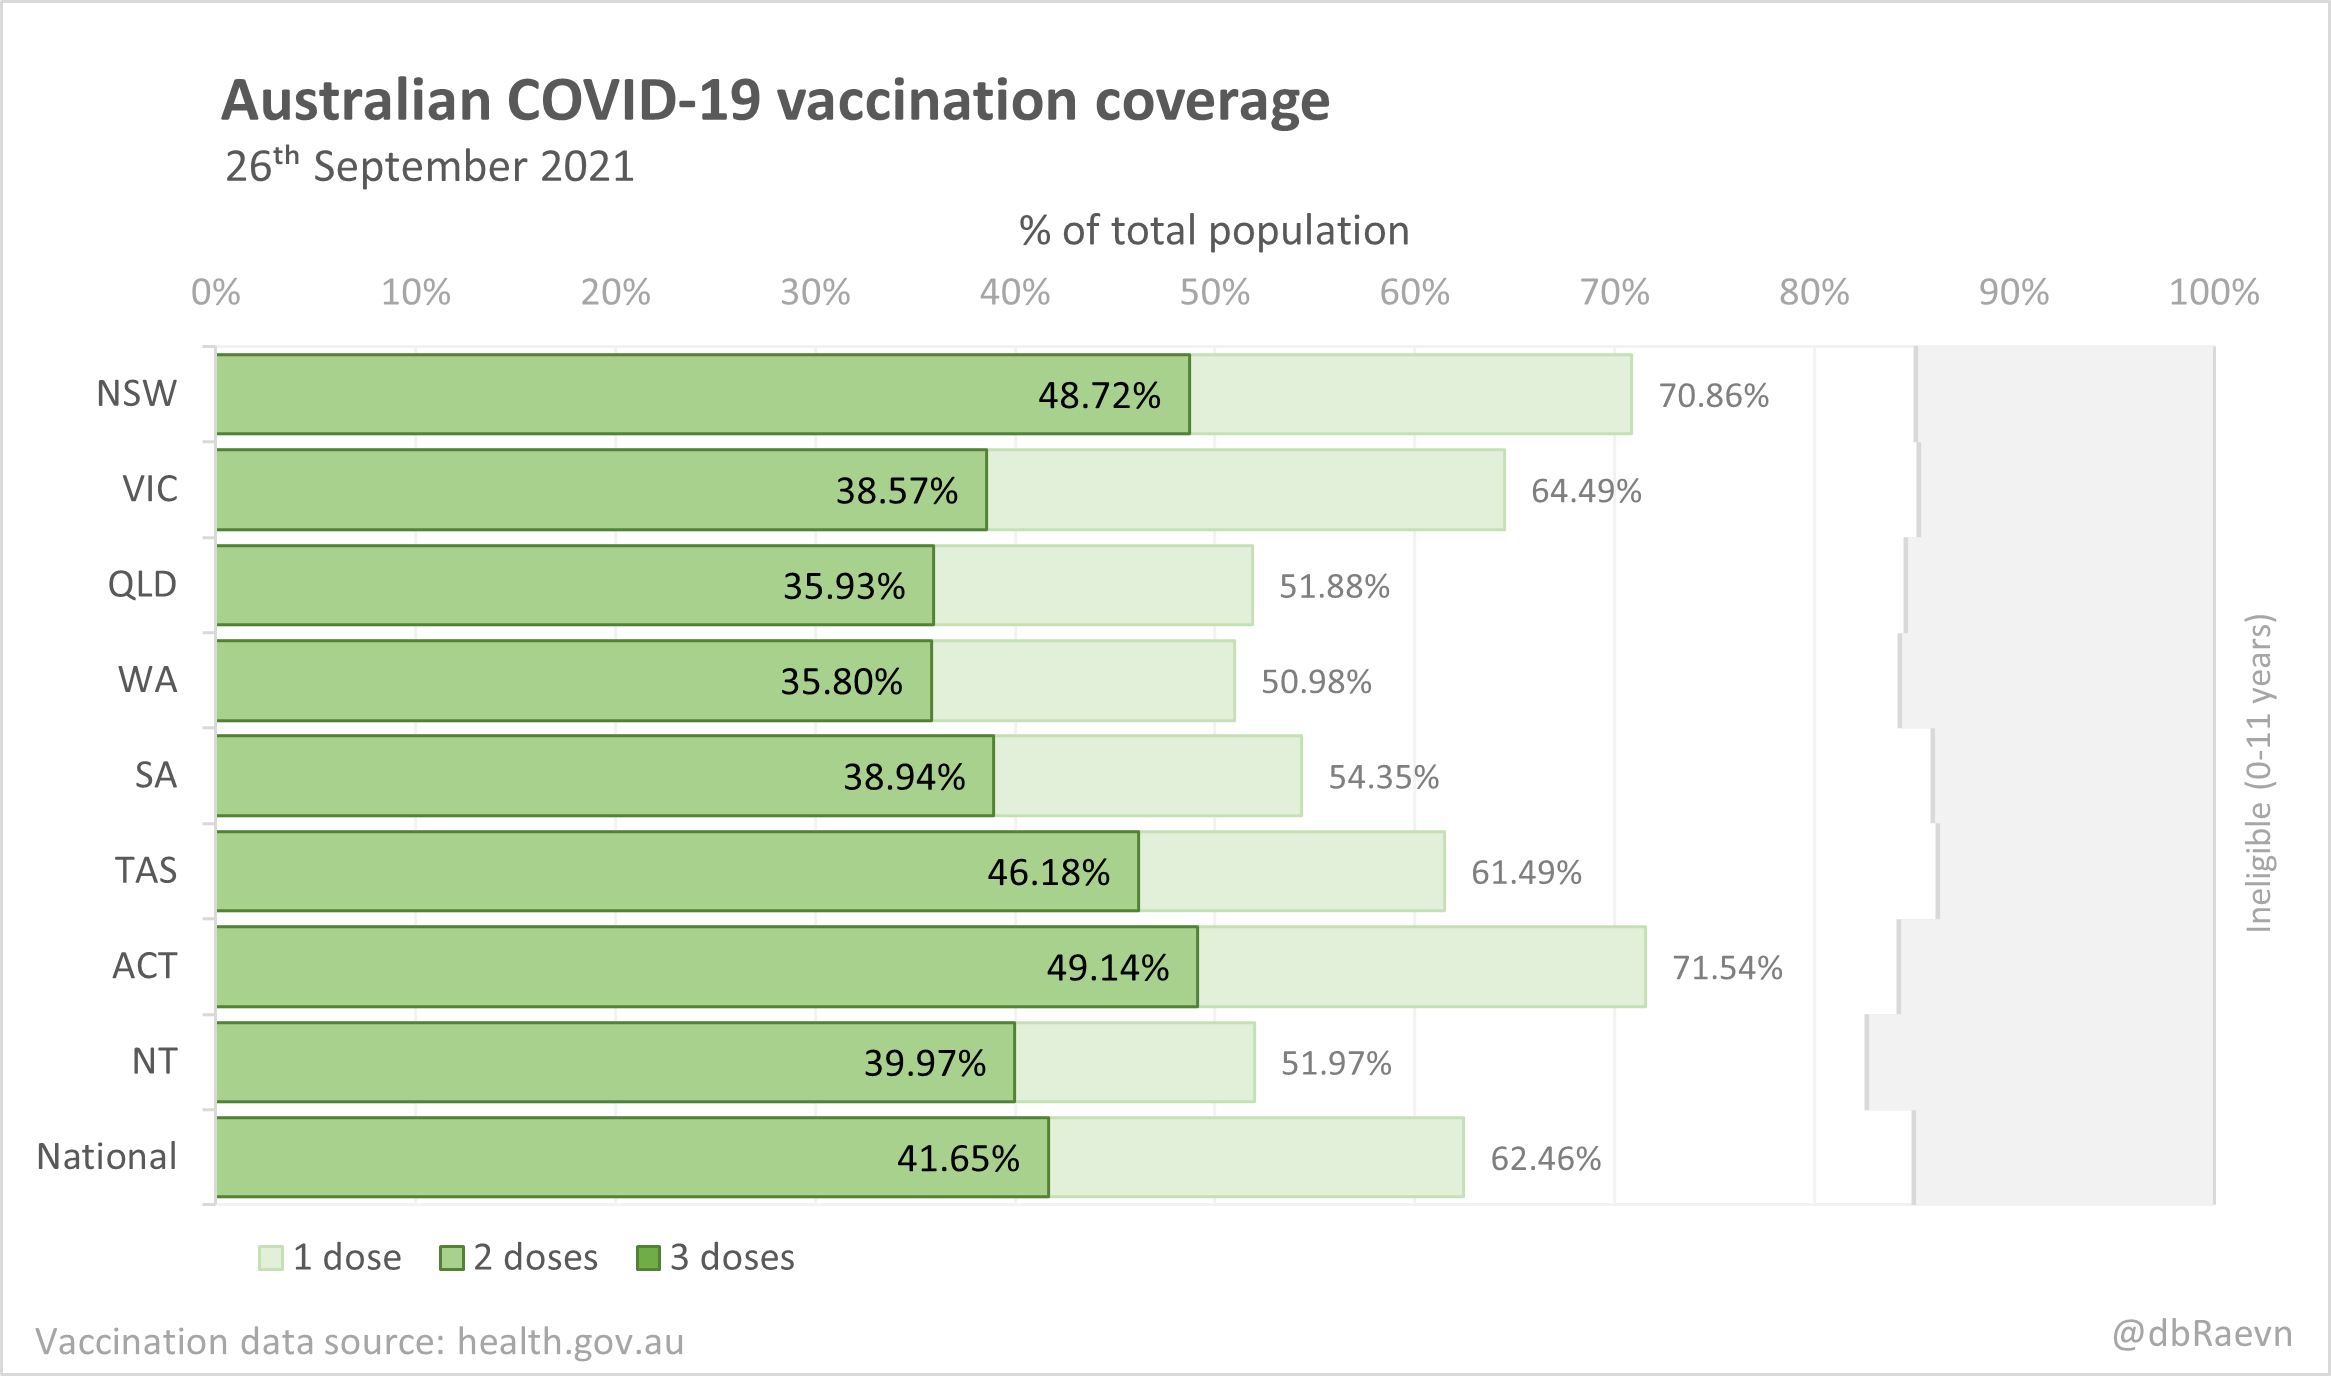 Australian COVID-19 vaccination coverage
26th September 2021
% of total population
0% 10% 20% 30% 40% 50% 60% 70% 80% 90% 100%
NSW 48.72% 70.86%
VIC 38.57% 64.49%
QLD 35.93% 51.88%
WA 35.80% 50.98%
SA 38.94% 54.35%
TAS 46.18% 61.49%
ACT 49.14% 71.54%
NT 39.97% 51.97%
National 41.65% 62.46%
Ineligible (0-11 years)
1 dose 2 doses 3 doses
Vaccination data source: health.gov.au
@dbRaevn